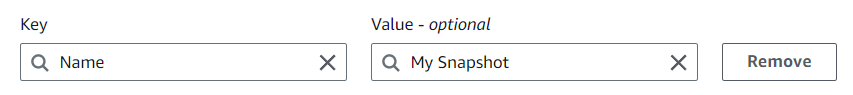 Key
Value - optional
Name
My Snapshot
Remove